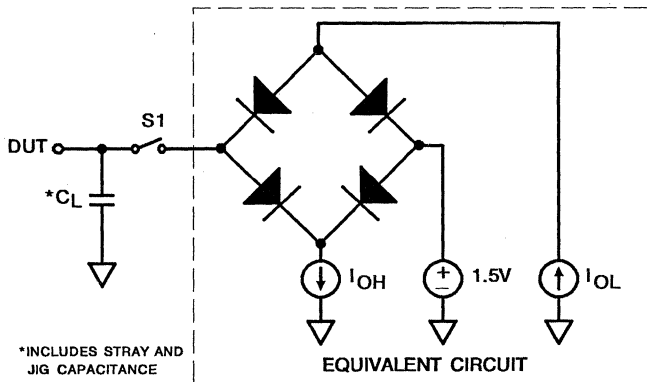 S1
DUT
*CL
IOH
+
−
1.5V
IOL
*INCLUDES STRAY AND
JIG CAPACITANCE
EQUIVALENT CIRCUIT